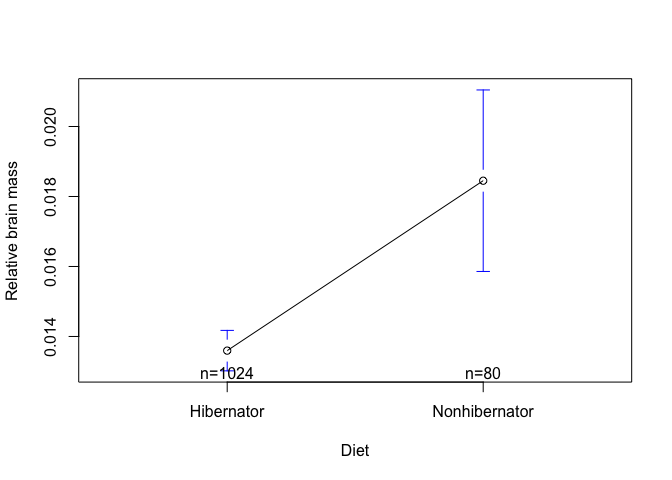 Relative brain mass
0.020
0.018
0.016
0.014
n=1024
n=80
Hibernator
Nonhibernator
Diet